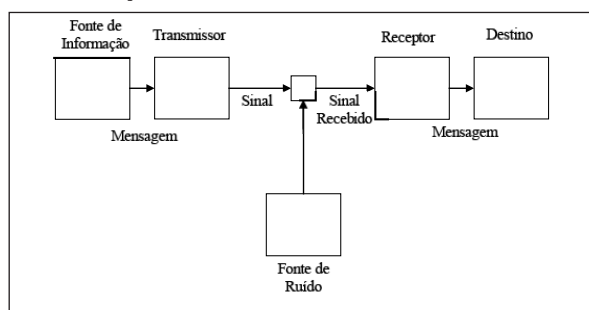 Fonte de
Informação
Transmissor
Receptor
Destino
Sinal
Sinal
Recebido
Mensagem
Mensagem
Fonte de
Ruído